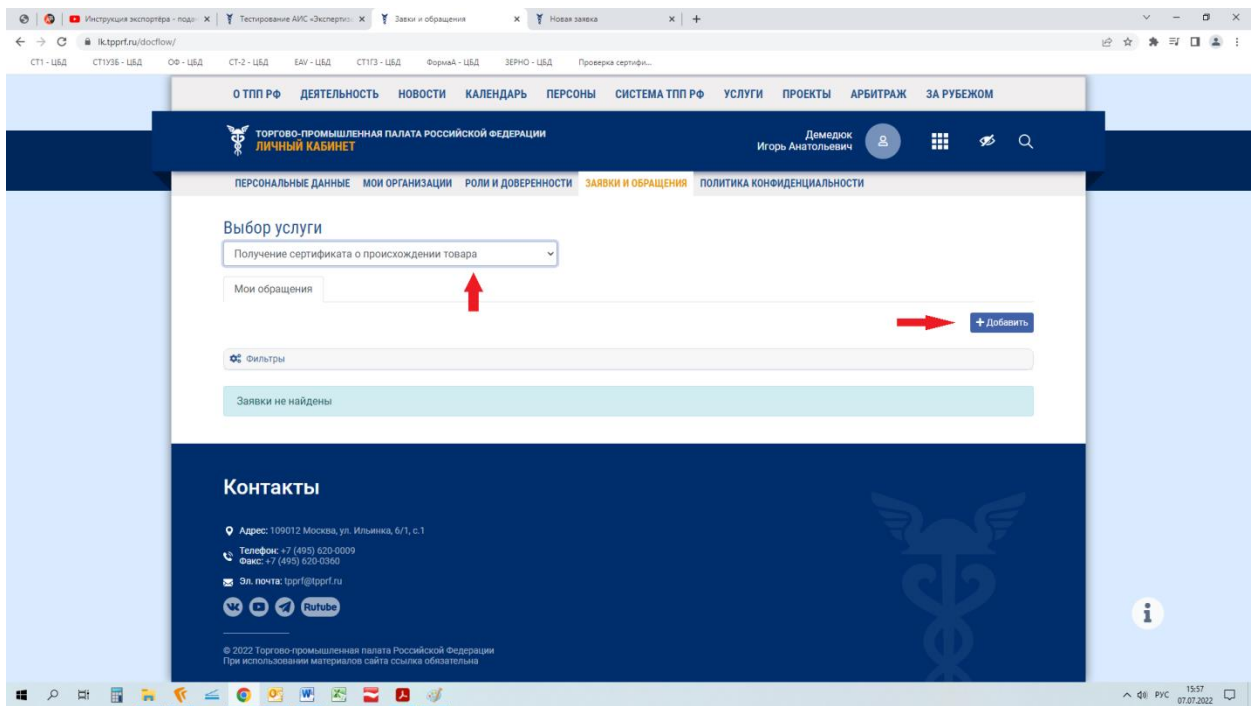 Инструкция экспортёра - пода
Тестирование АИС «Эксперти
Завки и обращения
Новая заявка
lk.tpprf.ru/docflow/
СТ1 - ЦБД СТ1УЗБ - ЦБД ОФ - ЦБД СТ-2 - ЦБД EAV - ЦБД СТ1ГЗ - ЦБД ФормаА - ЦБД ЗЕРНО - ЦБД Проверка сертифи...
О ТПП РФ ДЕЯТЕЛЬНОСТЬ НОВОСТИ КАЛЕНДАРЬ ПЕРСОНЫ СИСТЕМА ТПП РФ УСЛУГИ ПРОЕКТЫ АРБИТРАЖ ЗА РУБЕЖОМ
ТОРГОВО-ПРОМЫШЛЕННАЯ ПАЛАТА РОССИЙСКОЙ ФЕДЕРАЦИИ
ЛИЧНЫЙ КАБИНЕТ
Демедюк
Игорь Анатольевич
ПЕРСОНАЛЬНЫЕ ДАННЫЕ МОИ ОРГАНИЗАЦИИ РОЛИ И ДОВЕРЕННОСТИ ЗАЯВКИ И ОБРАЩЕНИЯ ПОЛИТИКА КОНФИДЕНЦИАЛЬНОСТИ
Выбор услуги
Получение сертификата о происхождении товара
Мои обращения
+ Добавить
Фильтры
Заявки не найдены
Контакты
Адрес: 109012 Москва, ул. Ильинка, 6/1, с.1
Телефон: +7 (495) 620-0009
Факс: +7 (495) 620-0360
Эл. почта: tpprf@tpprf.ru
Rutube
© 2022 Торгово-промышленная палата Российской Федерации
При использовании материалов сайта ссылка обязательна
РУС
15:57
07.07.2022